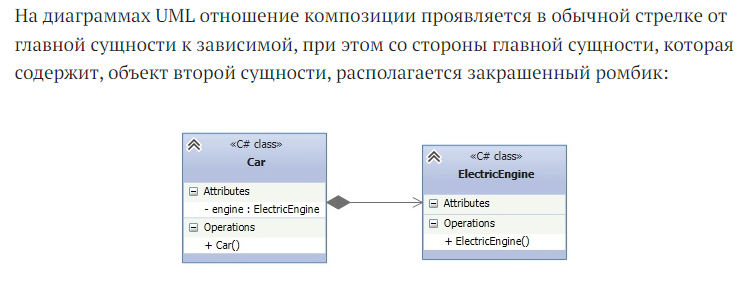 На диаграммах UML отношение композиции проявляется в обычной стрелке от
главной сущности к зависимой, при этом со стороны главной сущности, которая
содержит, объект второй сущности, располагается закрашенный ромбик:
«C# class»
Car
Attributes
- engine : ElectricEngine
Operations
+ Car()
«C# class»
ElectricEngine
Attributes
Operations
+ ElectricEngine()